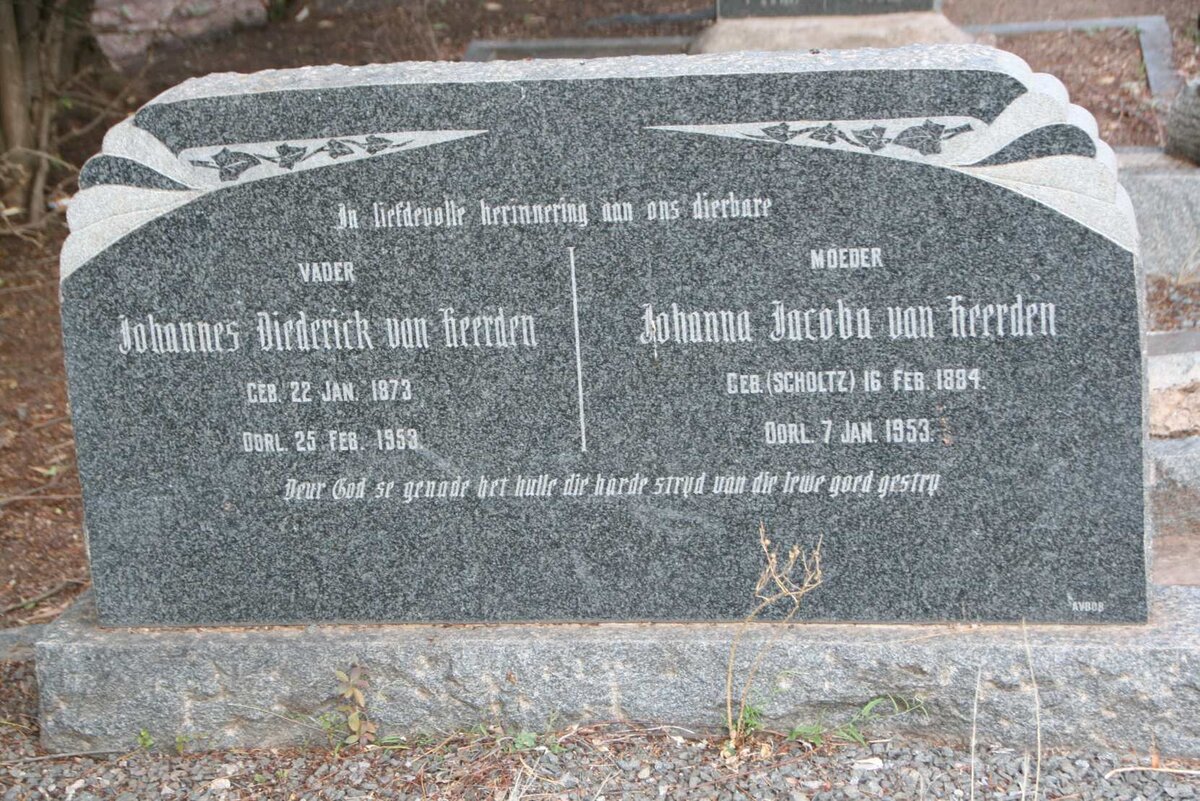 In liefdevolle herinnering aan ons dierbare
VADER
Johannes Diederick van Heerden
GEB. 22 JAN. 1873
OORL. 25 FEB. 1953.
MOEDER
Johanna Jacoba van Heerden
GEB. (SCHOLTZ) 16 FEB. 1884.
OORL. 7 JAN. 1953.
Deur God se genade het hulle die harde stryd van die lewe goed gestry
AVBOB